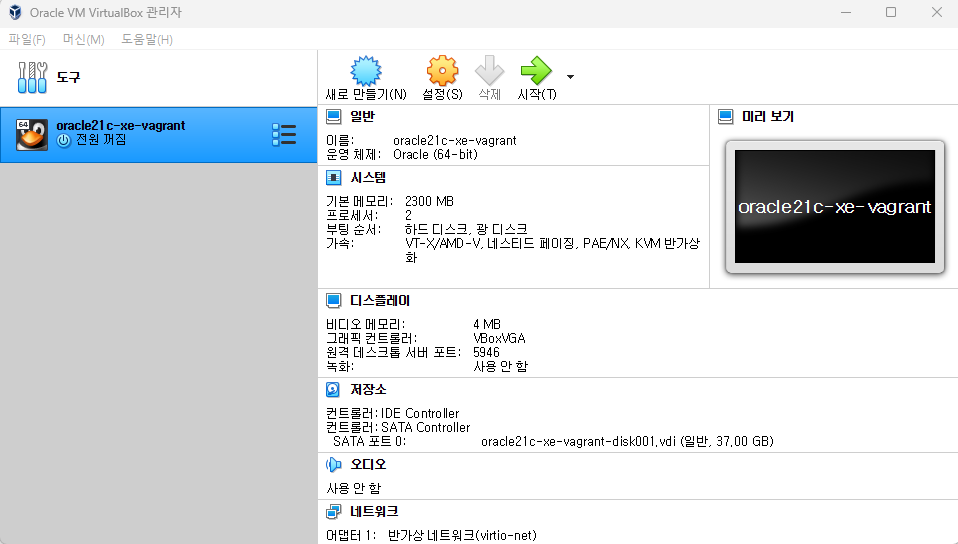 Oracle VM VirtualBox 관리자
파일(F) 머신(M) 도움말(H)
도구
새로 만들기(N) 설정(S) 삭제 시작(T)
64
oracle21c-xe-vagrant
전원 꺼짐
일반
이름: oracle21c-xe-vagrant
운영 체제: Oracle (64-bit)
미리 보기
oracle21c-xe-vagrant
시스템
기본 메모리: 2300 MB
프로세서: 2
부팅 순서: 하드 디스크, 광 디스크
가속: VT-X/AMD-V, 네스티드 페이징, PAE/NX, KVM 반가상
화
디스플레이
비디오 메모리: 4 MB
그래픽 컨트롤러: VBoxVGA
원격 데스크톱 서버 포트: 5946
녹화: 사용 안 함
저장소
컨트롤러: IDE Controller
컨트롤러: SATA Controller
SATA 포트 0: oracle21c-xe-vagrant-disk001.vdi (일반, 37.00 GB)
오디오
사용 안 함
네트워크
어댑터 1: 반가상 네트워크(virtio-net)